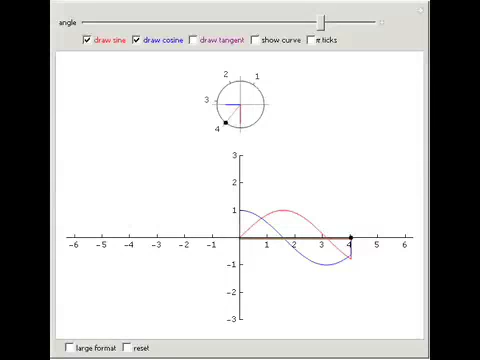 angle
draw sine draw cosine draw tangent show curve π ticks
2 1
3
4
3
2
1
-6 -5 -4 -3 -2 -1 0 1 2 3 4 5 6
-1
-2
-3
large format reset